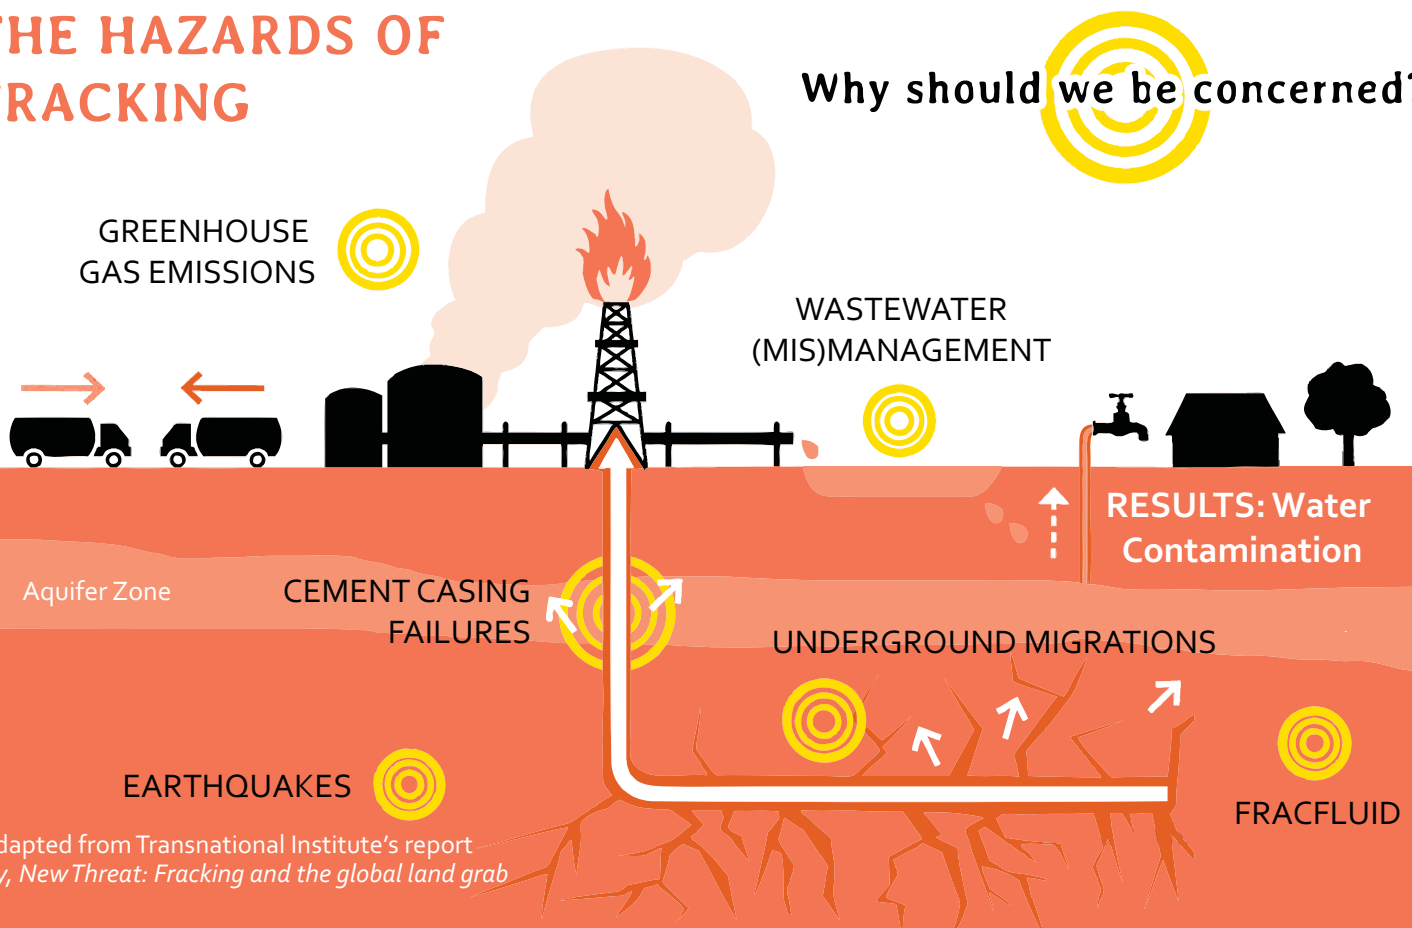 THE HAZARDS OF
FRACKING
Why should we be concerned?
GREENHOUSE
GAS EMISSIONS
WASTEWATER
(MIS)MANAGEMENT
RESULTS: Water
Contamination
Aquifer Zone
CEMENT CASING
FAILURES
UNDERGROUND MIGRATIONS
EARTHQUAKES
FRACFLUID
dapted from Transnational Institute's report
y, New Threat: Fracking and the global land grab